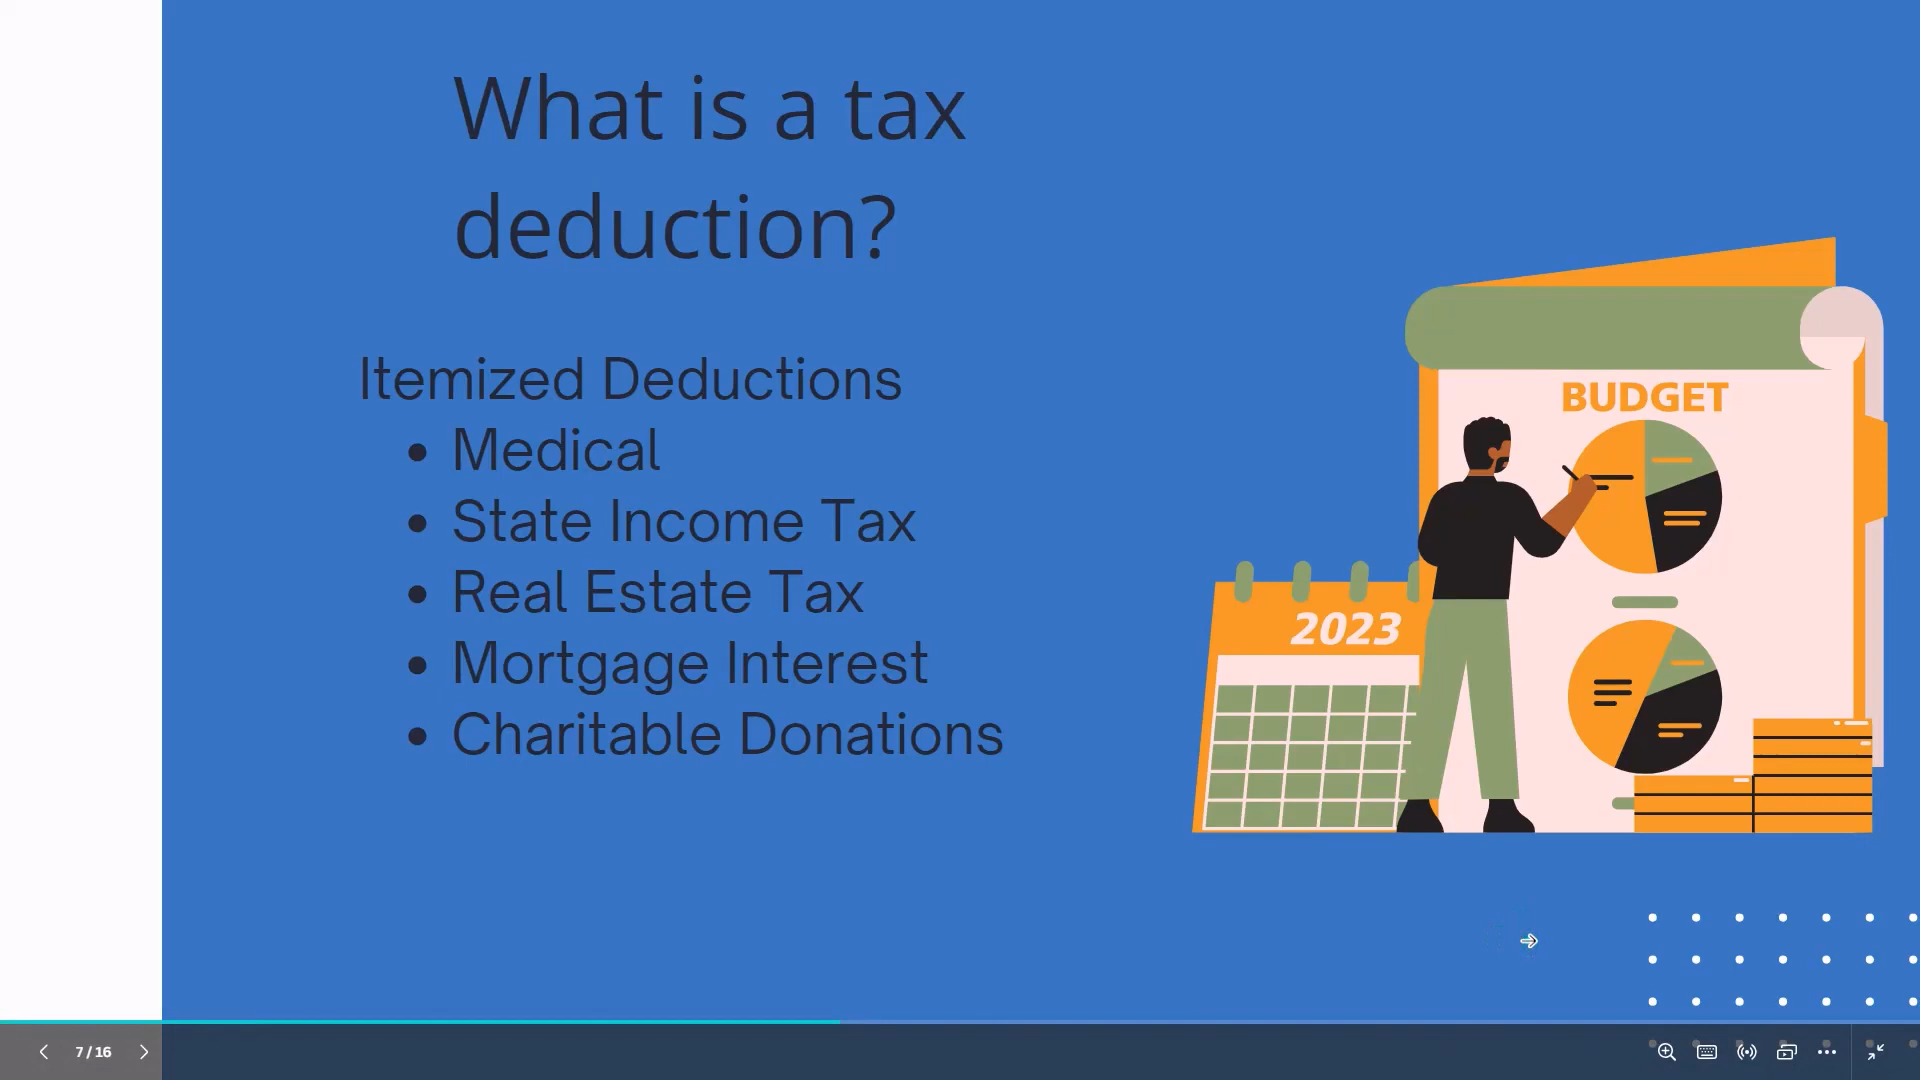 What is a tax
deduction?
Itemized Deductions
• Medical
• State Income Tax
• Real Estate Tax
• Mortgage Interest
• Charitable Donations
BUDGET
2023
7 / 16